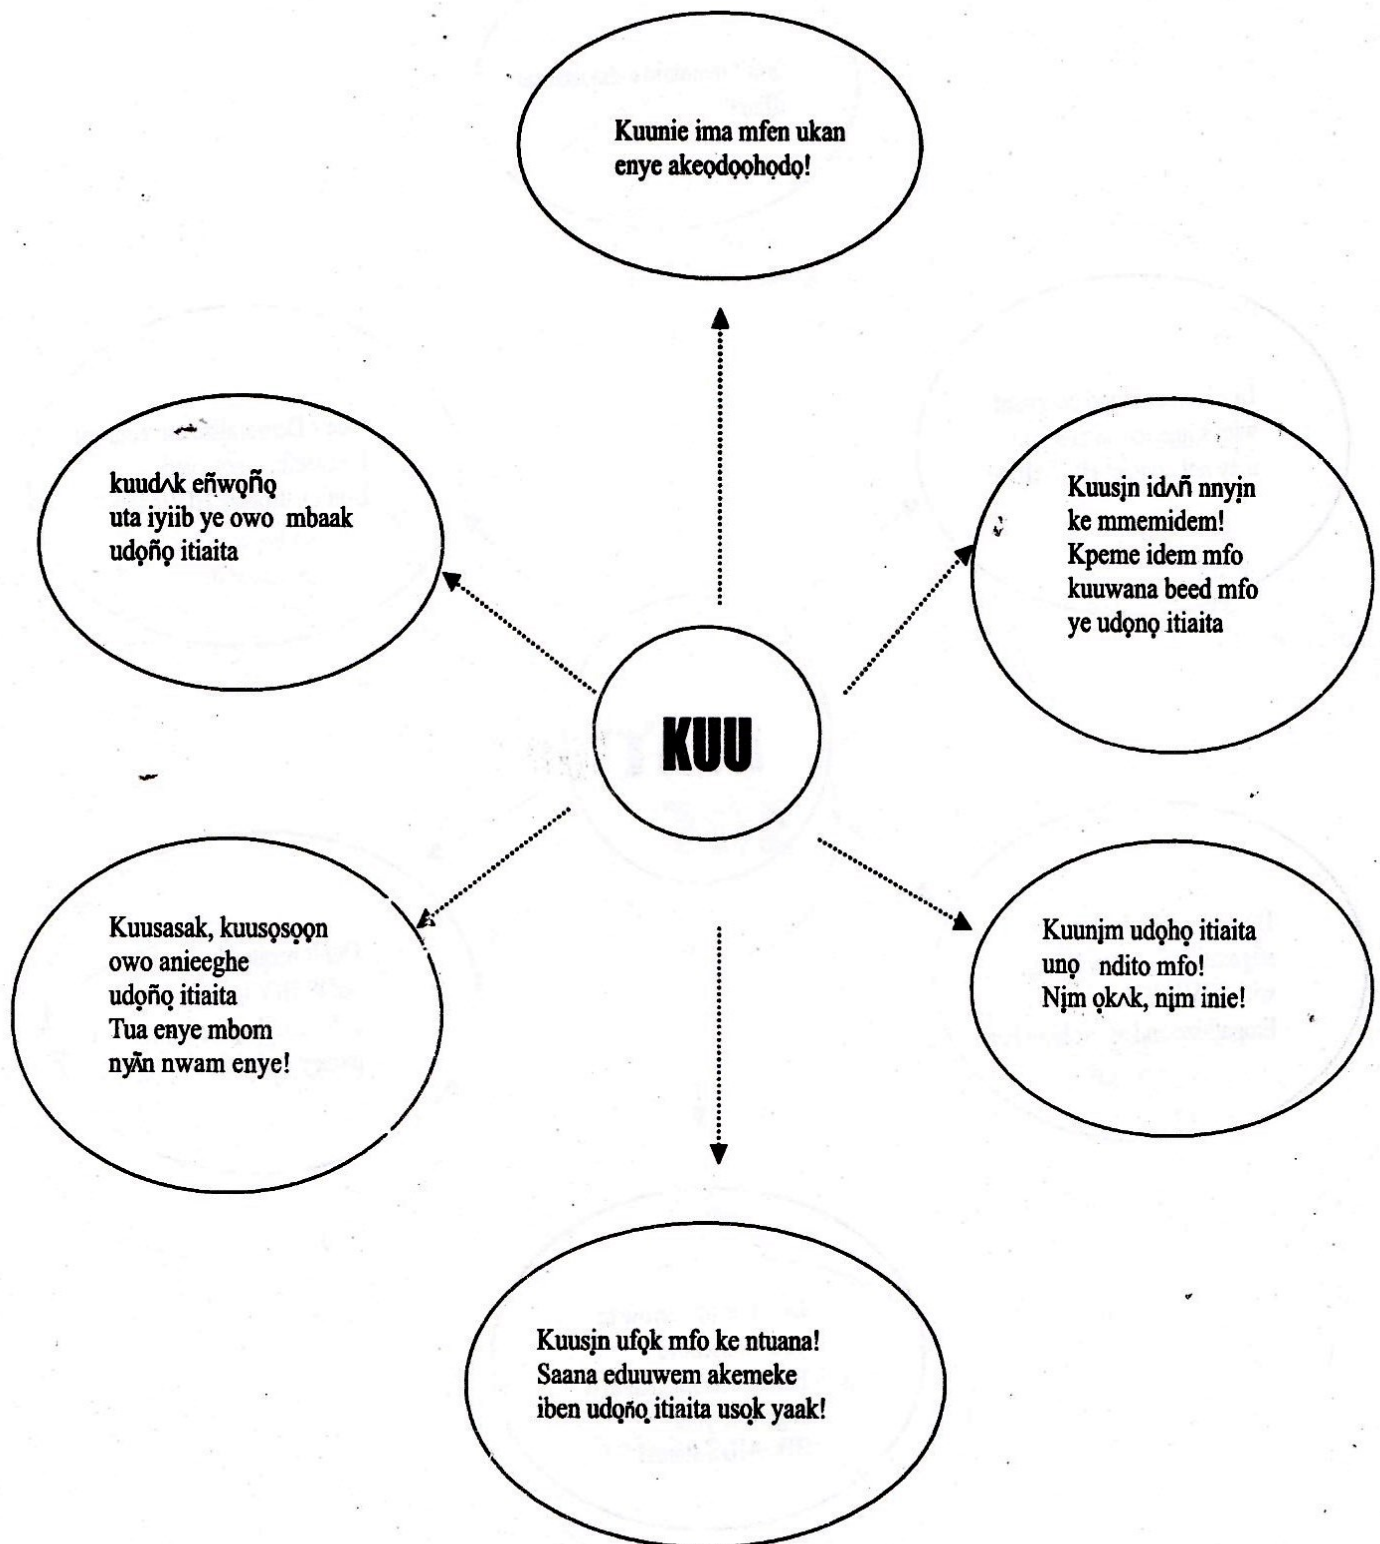 Kuunie ima mfen ukan
enye akeọdọọhọdọ!
kuudʌk eñwọñọ
uta iyiib ye owo mbaak
udọñọ itiaita
Kuusịn idʌñ nnyịn
ke mmemidem!
Kpeme idem mfo
kuuwana beed mfo
ye udọnọ itiaita
KUU
Kuusasak, kuusọsọọn
owo anieeghe
udọñọ itiaita
Tua enye mbom
nyʌ̄n nwam enye!
Kuunịm udọhọ itiaita
unọ ndito mfo!
Nịm ọkʌk, nịm inie!
Kuusịn ufọk mfo ke ntuana!
Saana eduuwem akemeke
iben udọñọ itiaita usọk yaak!